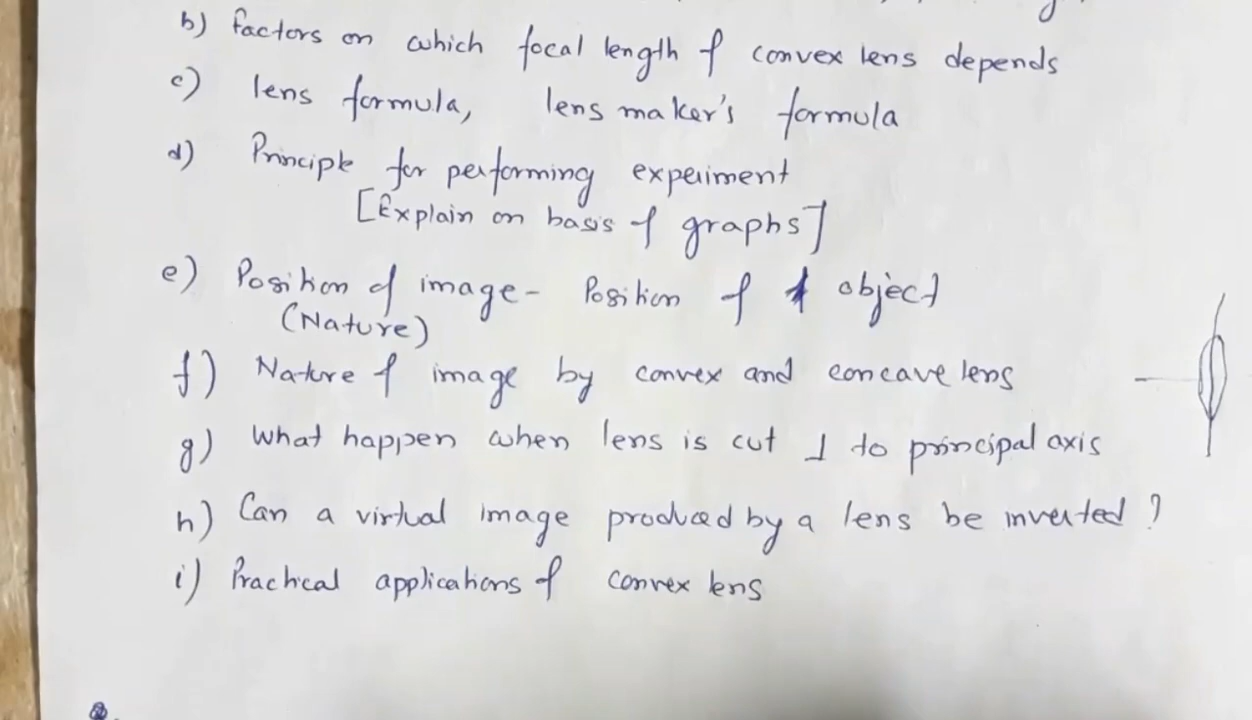 b) factors on which focal length of convex lens depends
c) lens formula, lens maker's formula
d) Principle for performing experiment
[Explain on basis of graphs]
e) Position of image - Position of object
(Nature)
f) Nature of image by convex and concave lens
g) What happen when lens is cut ⊥ to principal axis
h) Can a virtual image produced by a lens be inverted ?
i) Practical applications of convex lens